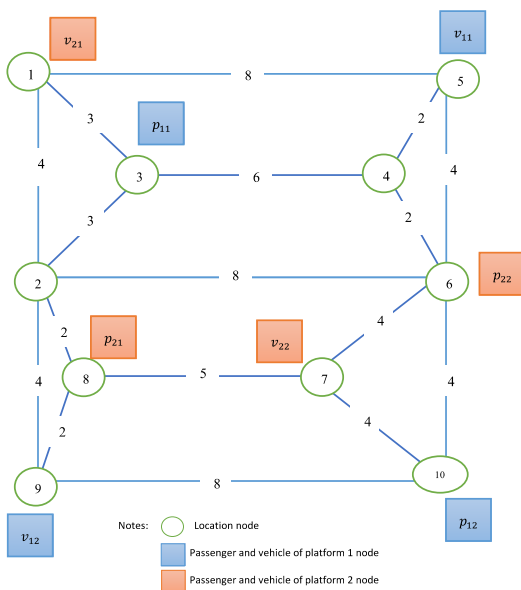 v₂₁
v₁₁
1
8
5
3
p₁₁
2
4
4
3
6
4
3
2
2
8
6
p₂₂
2
p₂₁
v₂₂
4
8
5
7
4
4
2
4
9
8
10
v₁₂
p₁₂
Notes: Location node
Passenger and vehicle of platform 1 node
Passenger and vehicle of platform 2 node